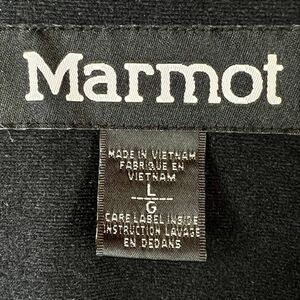 Marmot
MADE IN VIETNAM
FABRIQUE EN
VIETNAM
L
G
CARE LABEL INSIDE
INSTRUCTION LAVAGE
EN DEDANS